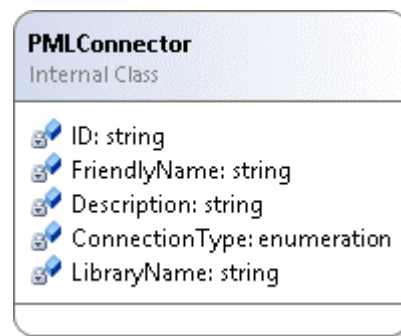 PMLConnector
Internal Class
ID: string
FriendlyName: string
Description: string
ConnectionType: enumeration
LibraryName: string